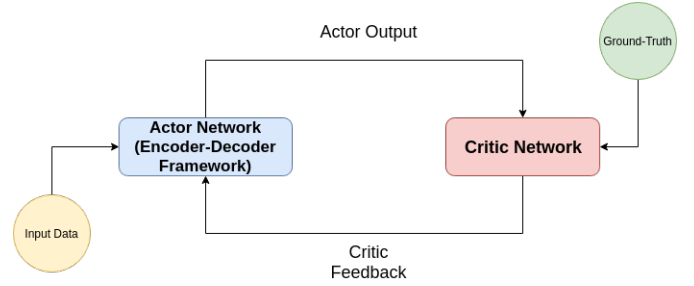 Actor Output
Ground-Truth
Actor Network
(Encoder-Decoder
Framework)
Critic Network
Input Data
Critic
Feedback